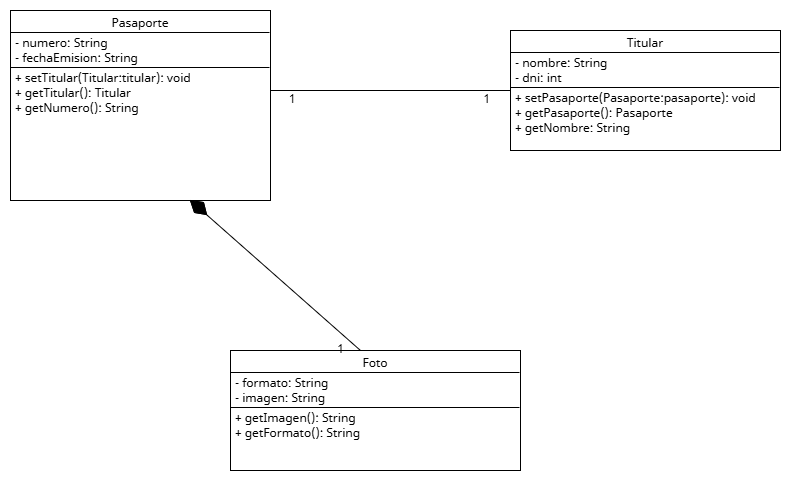 Pasaporte
- numero: String
- fechaEmision: String
+ setTitular(Titular:titular): void
+ getTitular(): Titular
+ getNumero(): String
1
1
Titular
- nombre: String
- dni: int
+ setPasaporte(Pasaporte:pasaporte): void
+ getPasaporte(): Pasaporte
+ getNombre: String
1
Foto
- formato: String
- imagen: String
+ getImagen(): String
+ getFormato(): String